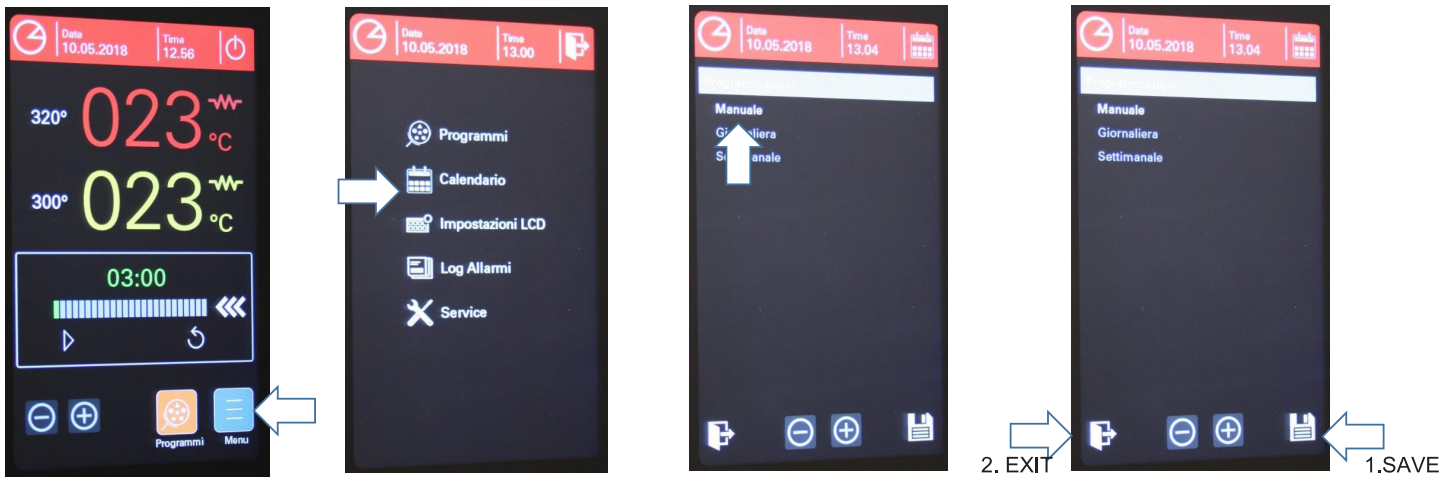 Date
10.05.2018
Time
12.56
320°
023
°C
300°
023
°C
03:00
Programmi
Menu
Date
10.05.2018
Time
13.00
Programmi
Calendario
Impostazioni LCD
Log Allarmi
Service
Date
10.05.2018
Time
13.04
Programmazioni
Manuale
Date
10.05.2018
Time
13.04
Programmazioni
Manuale
Giornaliera
Settimanale
2. EXIT
1.SAVE